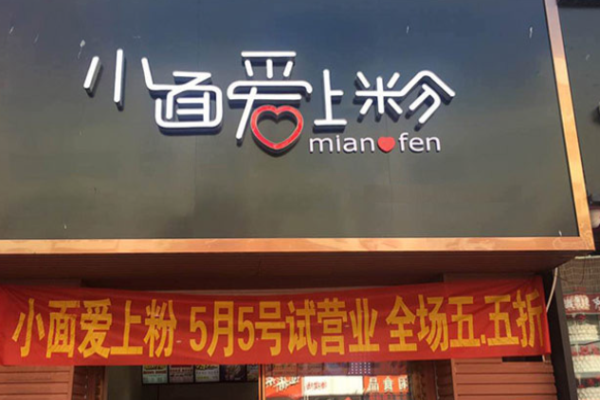 小面爱上粉
mian fen
小面爱上粉 5月5号试营业 全场五.五折